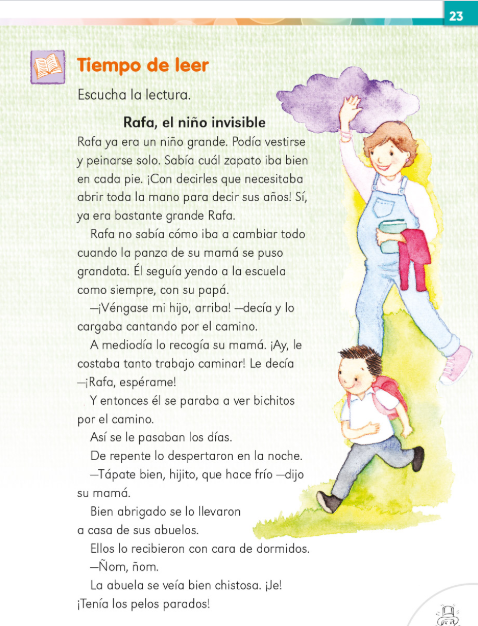 23
Tiempo de leer
Escucha la lectura.
Rafa, el niño invisible
Rafa ya era un niño grande. Podía vestirse
y peinarse solo. Sabía cuál zapato iba bien
en cada pie. ¡Con decirles que necesitaba
abrir toda la mano para decir sus años! Sí,
ya era bastante grande Rafa.
Rafa no sabía cómo iba a cambiar todo
cuando la panza de su mamá se puso
grandota. Él seguía yendo a la escuela
como siempre, con su papá.
—¡Véngase mi hijo, arriba! —decía y lo
cargaba cantando por el camino.
A mediodía lo recogía su mamá. ¡Ay, le
costaba tanto trabajo caminar! Le decía
—¡Rafa, espérame!
Y entonces él se paraba a ver bichitos
por el camino.
Así se le pasaban los días.
De repente lo despertaron en la noche.
—Tápate bien, hijito, que hace frío —dijo
su mamá.
Bien abrigado se lo llevaron
a casa de sus abuelos.
Ellos lo recibieron con cara de dormidos.
—Ñom, ñom.
La abuela se veía bien chistosa. ¡Je!
¡Tenía los pelos parados!